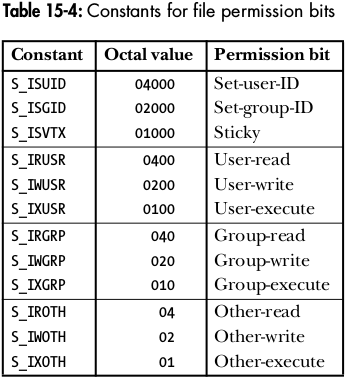 Table 15-4: Constants for file permission bits
Constant Octal value Permission bit
S_ISUID 04000 Set-user-ID
S_ISGID 02000 Set-group-ID
S_ISVTX 01000 Sticky
S_IRUSR 0400 User-read
S_IWUSR 0200 User-write
S_IXUSR 0100 User-execute
S_IRGRP 040 Group-read
S_IWGRP 020 Group-write
S_IXGRP 010 Group-execute
S_IROTH 04 Other-read
S_IWOTH 02 Other-write
S_IXOTH 01 Other-execute